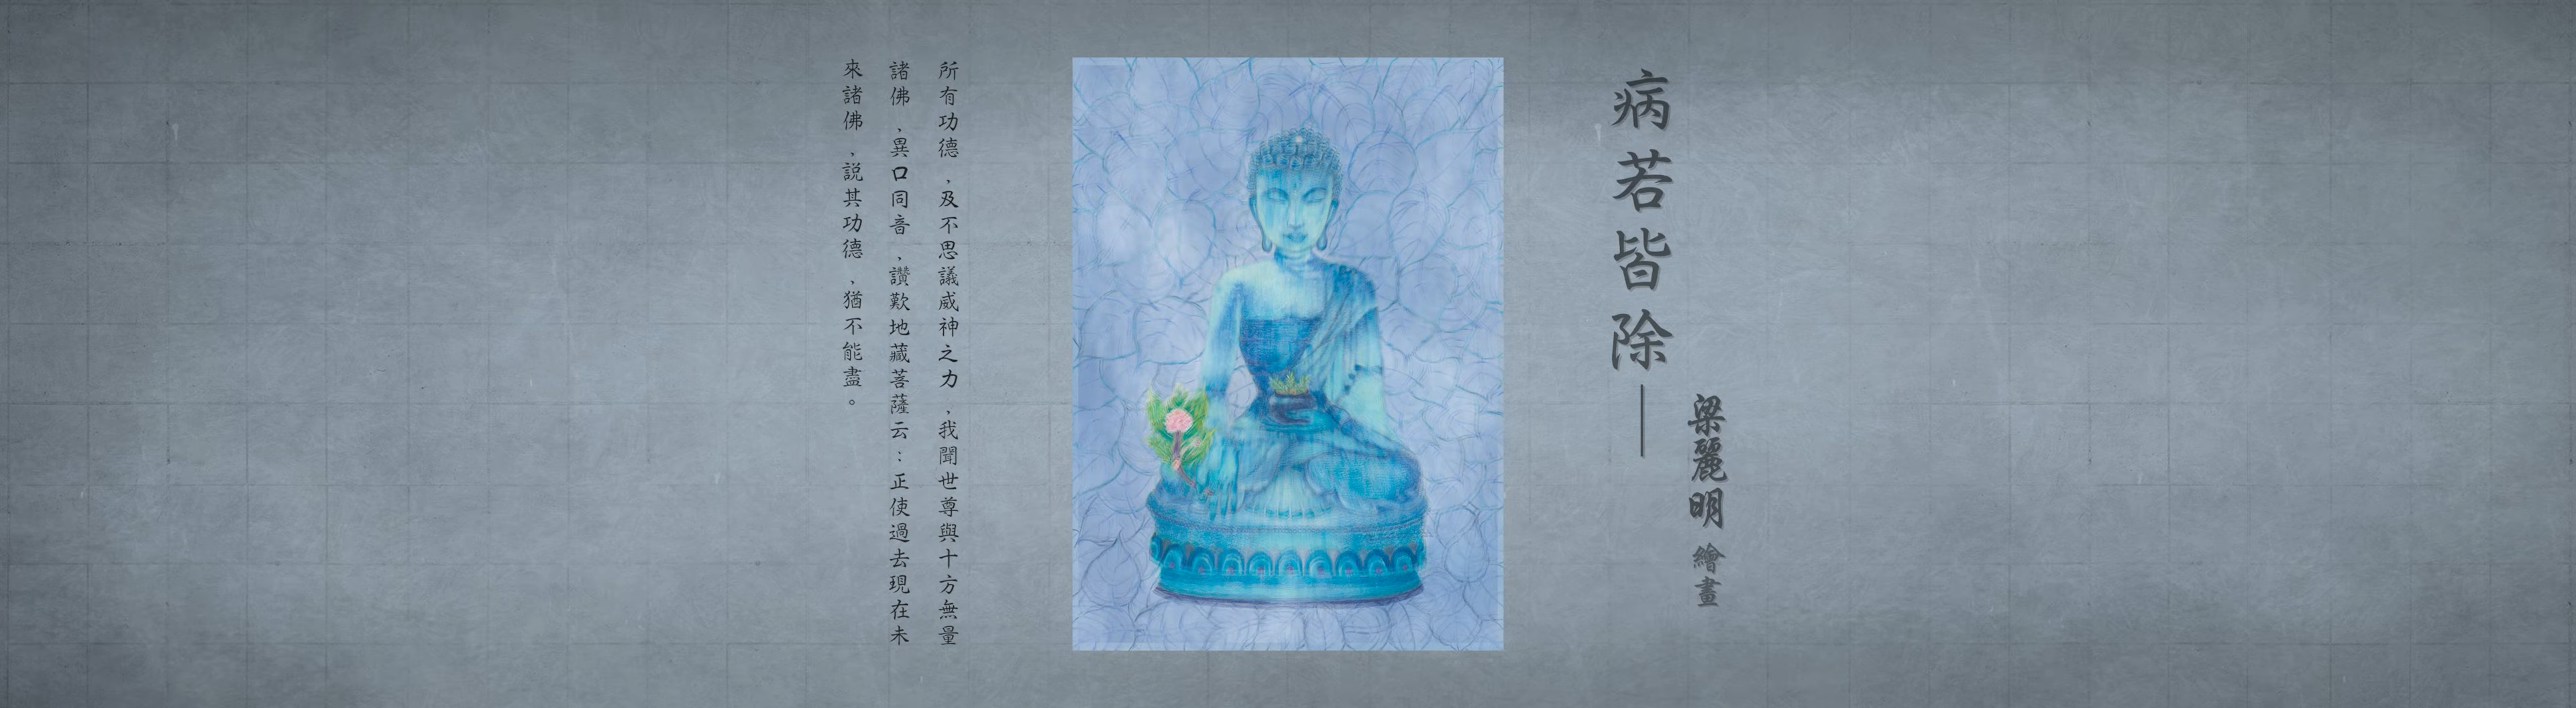 病若皆除——
梁麗明 繪畫
所有功德、及不思議威神之力、我聞世尊與十方無量
諸佛、異口同音、讚歎地藏菩薩云:正使過去現在未
來諸佛、説其功德、猶不能盡。